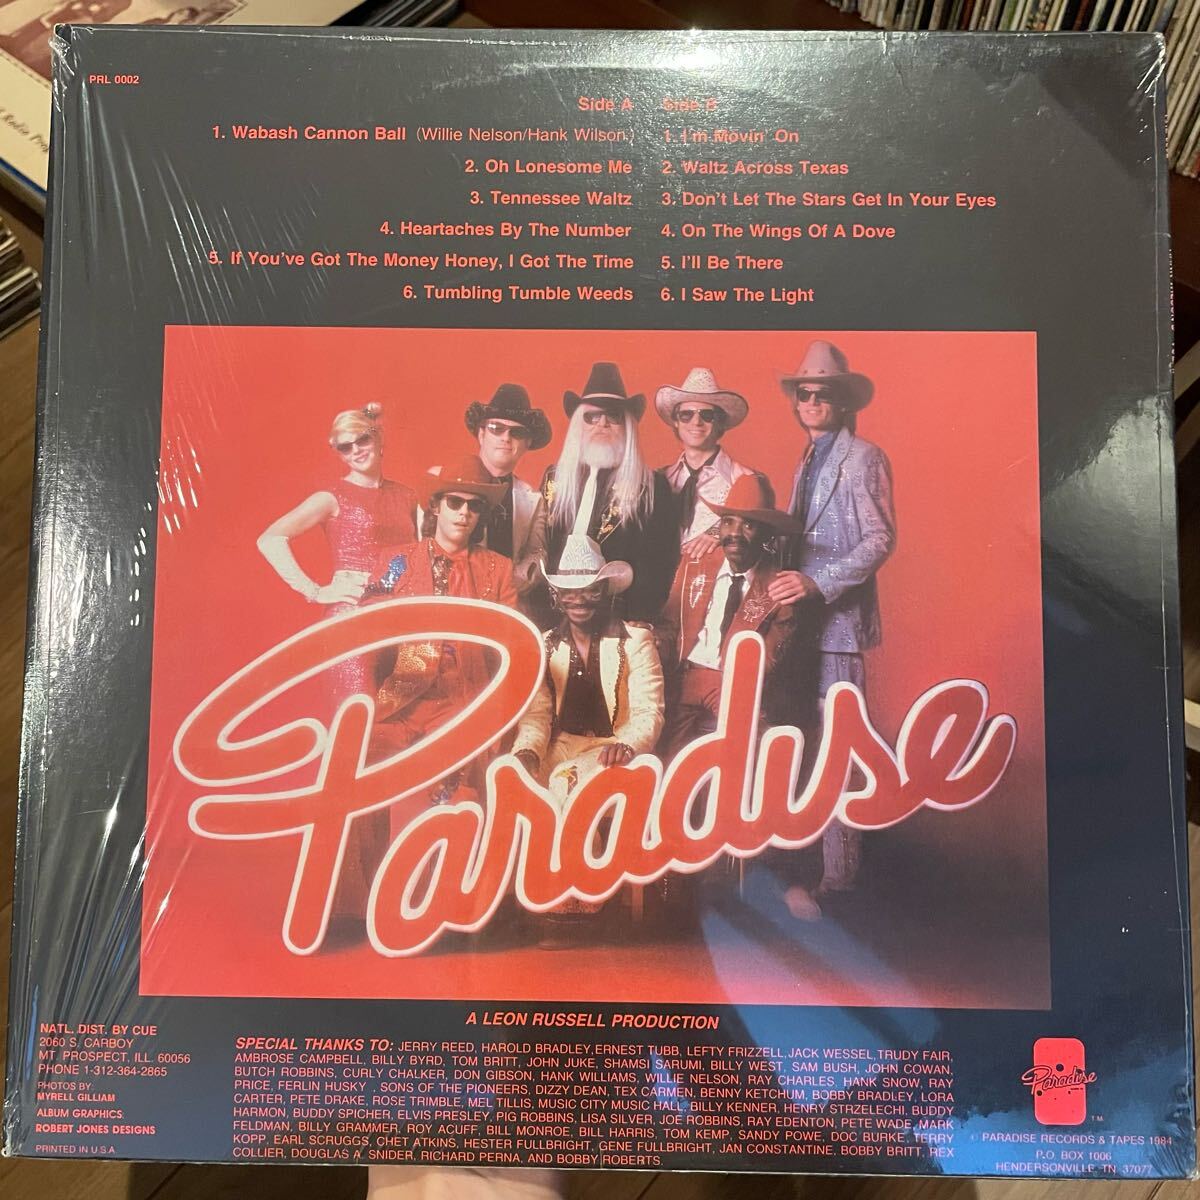 PRL 0002
Side A
1. Wabash Cannon Ball (Willie Nelson/Hank Wilson)
2. Oh Lonesome Me
3. Tennessee Waltz
4. Heartaches By The Number
5. If You've Got The Money Honey, I Got The Time
6. Tumbling Tumble Weeds
Side B
1. I'm Movin' On
2. Waltz Across Texas
3. Don't Let The Stars Get In Your Eyes
4. On The Wings Of A Dove
5. I'll Be There
6. I Saw The Light
Paradise
A LEON RUSSELL PRODUCTION
NATL. DIST. BY CUE
2060 S. CARBOY
MT. PROSPECT, ILL. 60056
PHONE 1-312-364-2865
PHOTOS BY:
MYRELL GILLIAM
ALBUM GRAPHICS:
ROBERT JONES DESIGNS
PRINTED IN U.S.A
SPECIAL THANKS TO: JERRY REED, HAROLD BRADLEY, ERNEST TUBB, LEFTY FRIZZELL, JACK WESSEL, TRUDY FAIR,
AMBROSE CAMPBELL, BILLY BYRD, TOM BRITT, JOHN JUKE, SHAMSI SARUMI, BILLY WEST, SAM BUSH, JOHN COWAN,
BUTCH ROBBINS, CURLY CHALKER, DON GIBSON, HANK WILLIAMS, WILLIE NELSON, RAY CHARLES, HANK SNOW, RAY
PRICE, FERLIN HUSKY, SONS OF THE PIONEERS, DIZZY DEAN, TEX CARMEN, BENNY KETCHUM, BOBBY BRADLEY, LORA
CARTER, PETE DRAKE, ROSE TRIMBLE, MEL TILLIS, MUSIC CITY MUSIC HALL, BILLY KENNER, HENRY STRZELECHI, BUDDY
HARMON, BUDDY SPICHER, ELVIS PRESLEY, PIG ROBBINS, LISA SILVER, JOE ROBBINS, RAY EDENTON, PETE WADE, MARK
FELDMAN, BILLY GRAMMER, ROY ACUFF, BILL MONROE, BILL HARRIS, TOM KEMP, SANDY POWE, DOC BURKE, TERRY
KOPP, EARL SCRUGGS, CHET ATKINS, HESTER FULLBRIGHT, GENE FULLBRIGHT, JAN CONSTANTINE, BOBBY BRITT, REX
COLLIER, DOUGLAS A. SNIDER, RICHARD PERNA, AND BOBBY ROBERTS.
Paradise
T.M.
© PARADISE RECORDS & TAPES 1984
P.O. BOX 1006
HENDERSONVILLE, TN 37077